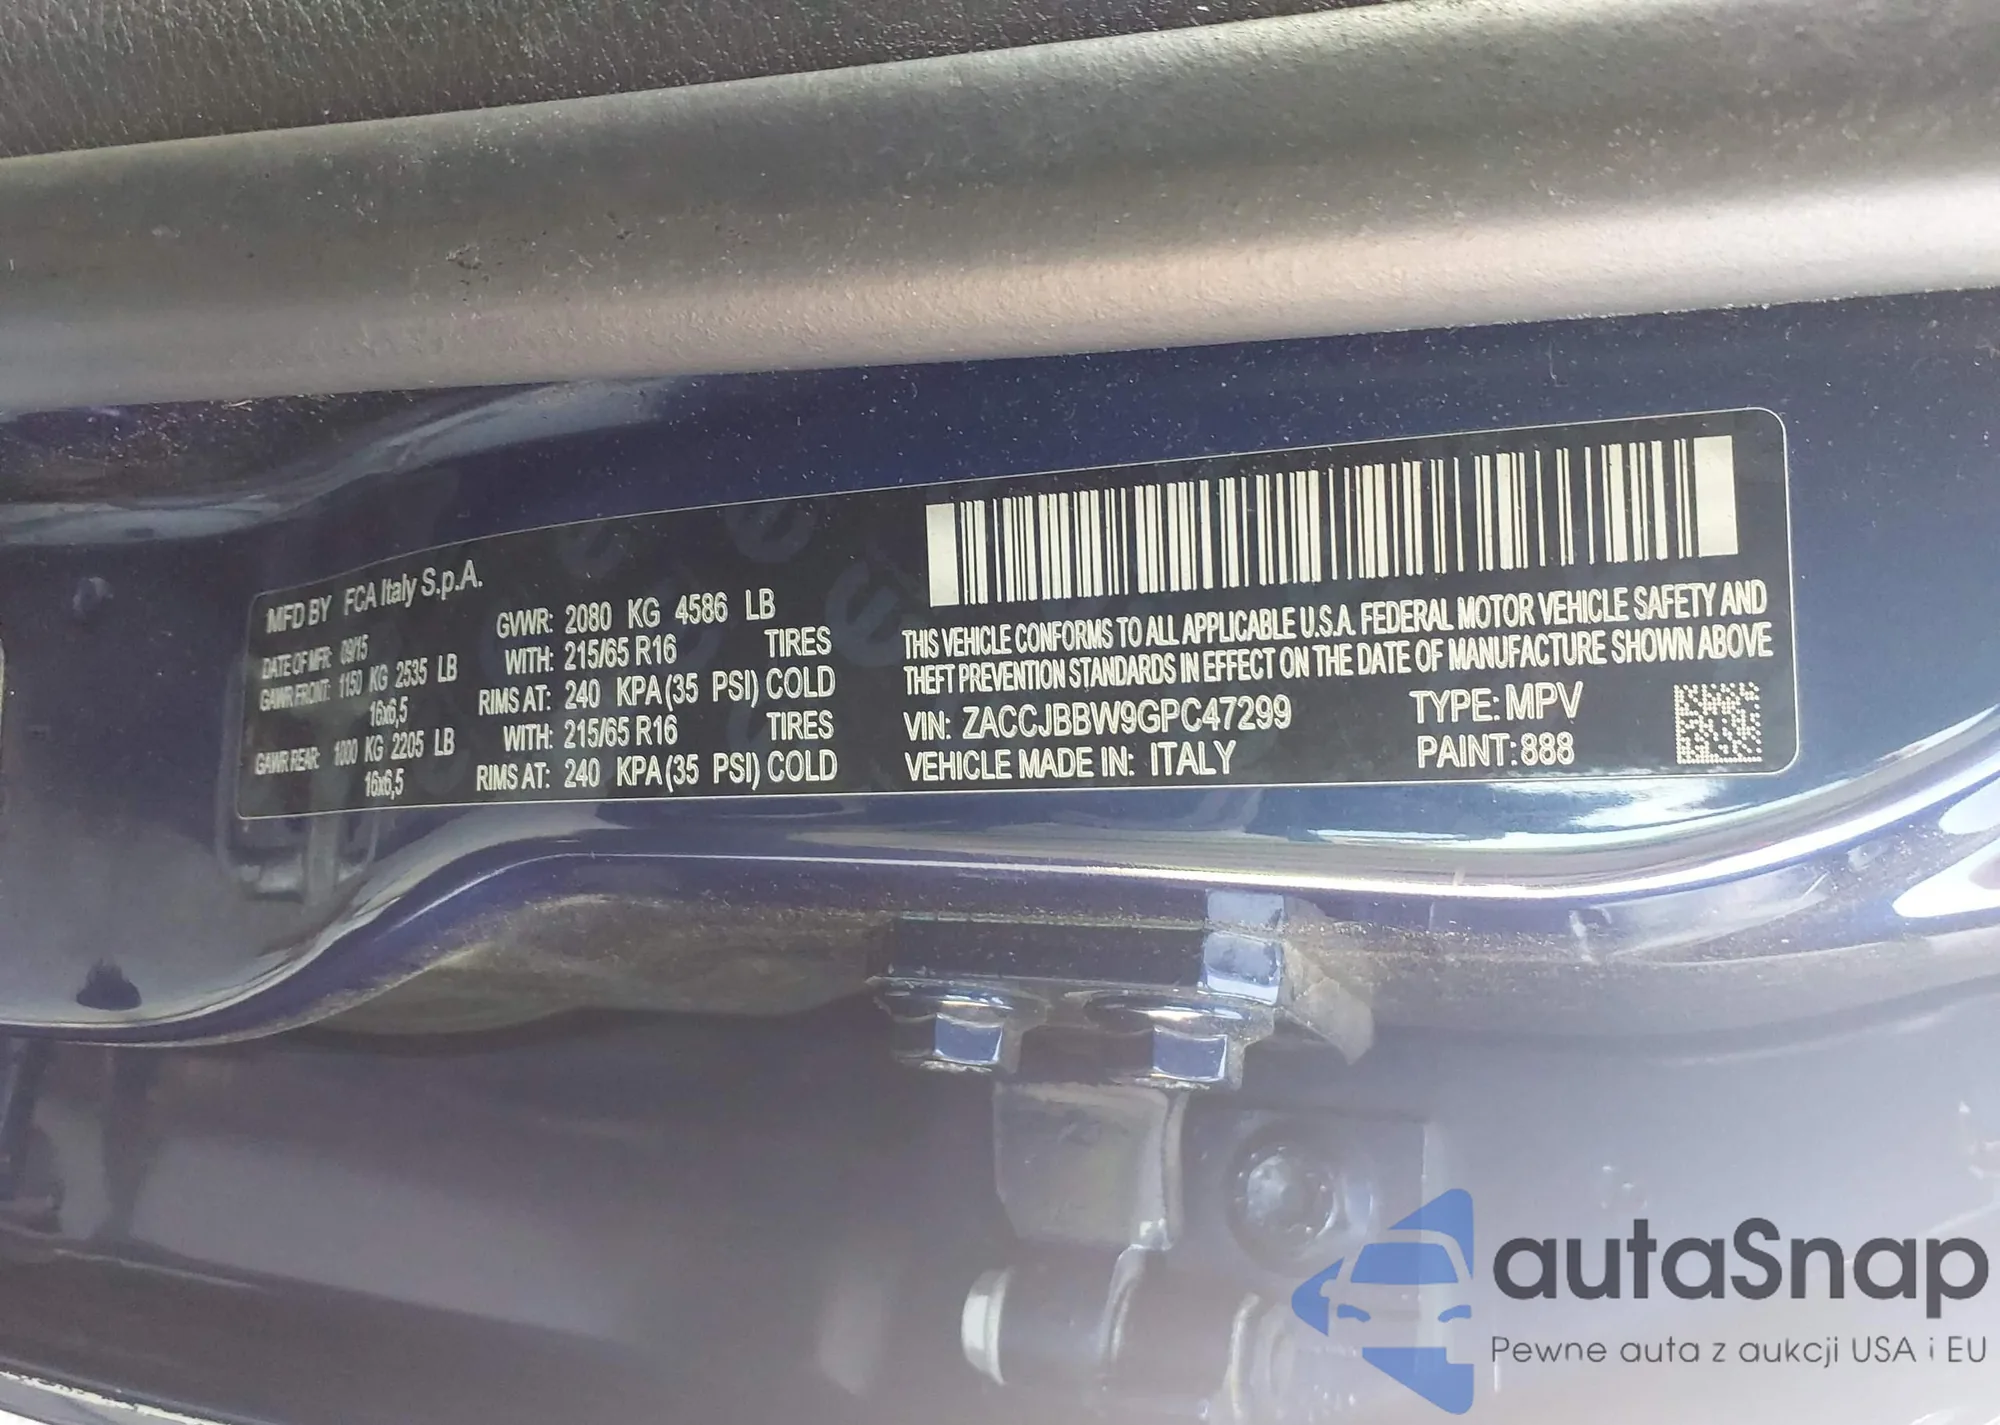 MFD BY FCA Italy S.p.A.
DATE OF MFR: 09/15
GAWR FRONT: 1150 KG 2535 LB
16x6,5
GAWR REAR: 1000 KG 2205 LB
16x6,5
GVWR: 2080 KG 4586 LB
WITH: 215/65 R16 TIRES
RIMS AT: 240 KPA (35 PSI) COLD
WITH: 215/65 R16 TIRES
RIMS AT: 240 KPA (35 PSI) COLD
THIS VEHICLE CONFORMS TO ALL APPLICABLE U.S.A. FEDERAL MOTOR VEHICLE SAFETY AND
THEFT PREVENTION STANDARDS IN EFFECT ON THE DATE OF MANUFACTURE SHOWN ABOVE
VIN: ZACCJBBW9GPC47299 TYPE: MPV
VEHICLE MADE IN: ITALY PAINT: 888
autaSnap
Pewne auta z aukcji USA i EU